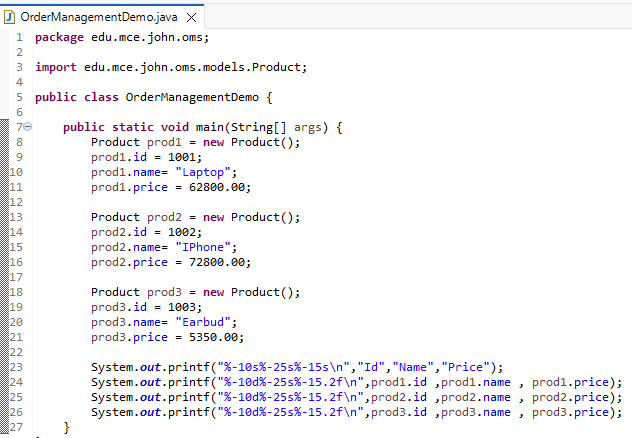 OrderManagementDemo.java
1 package edu.mce.john.oms;
2
3 import edu.mce.john.oms.models.Product;
4
5 public class OrderManagementDemo {
6
7     public static void main(String[] args) {
8         Product prod1 = new Product();
9         prod1.id = 1001;
10         prod1.name= "Laptop";
11         prod1.price = 62800.00;
12
13         Product prod2 = new Product();
14         prod2.id = 1002;
15         prod2.name= "IPhone";
16         prod2.price = 72800.00;
17
18         Product prod3 = new Product();
19         prod3.id = 1003;
20         prod3.name= "Earbud";
21         prod3.price = 5350.00;
22
23         System.out.printf("%-10s%-25s%-15s\n","Id","Name","Price");
24         System.out.printf("%-10d%-25s%-15.2f\n",prod1.id ,prod1.name , prod1.price);
25         System.out.printf("%-10d%-25s%-15.2f\n",prod2.id ,prod2.name , prod2.price);
26         System.out.printf("%-10d%-25s%-15.2f\n",prod3.id ,prod3.name , prod3.price);
27     }